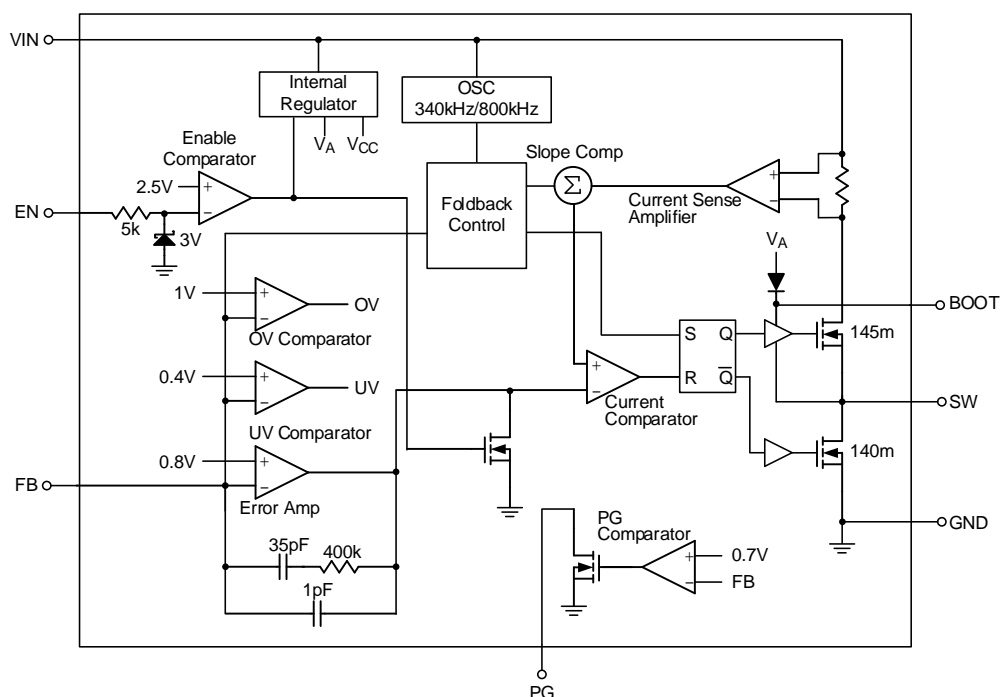 VIN
Internal
Regulator
OSC
340kHz/800kHz
VA VCC
Enable
Comparator
Slope Comp
2.5V
+
−
Σ
+
−
Foldback
Control
Current Sense
Amplifier
EN
5k
3V
VA
BOOT
1V
+
−
OV
OV Comparator
S Q
145m
0.4V
+
−
UV
UV Comparator
+
−
R Q
Current
Comparator
SW
0.8V
+
−
Error Amp
140m
FB
GND
PG
Comparator
35pF
400k
+
−
0.7V
FB
1pF
PG